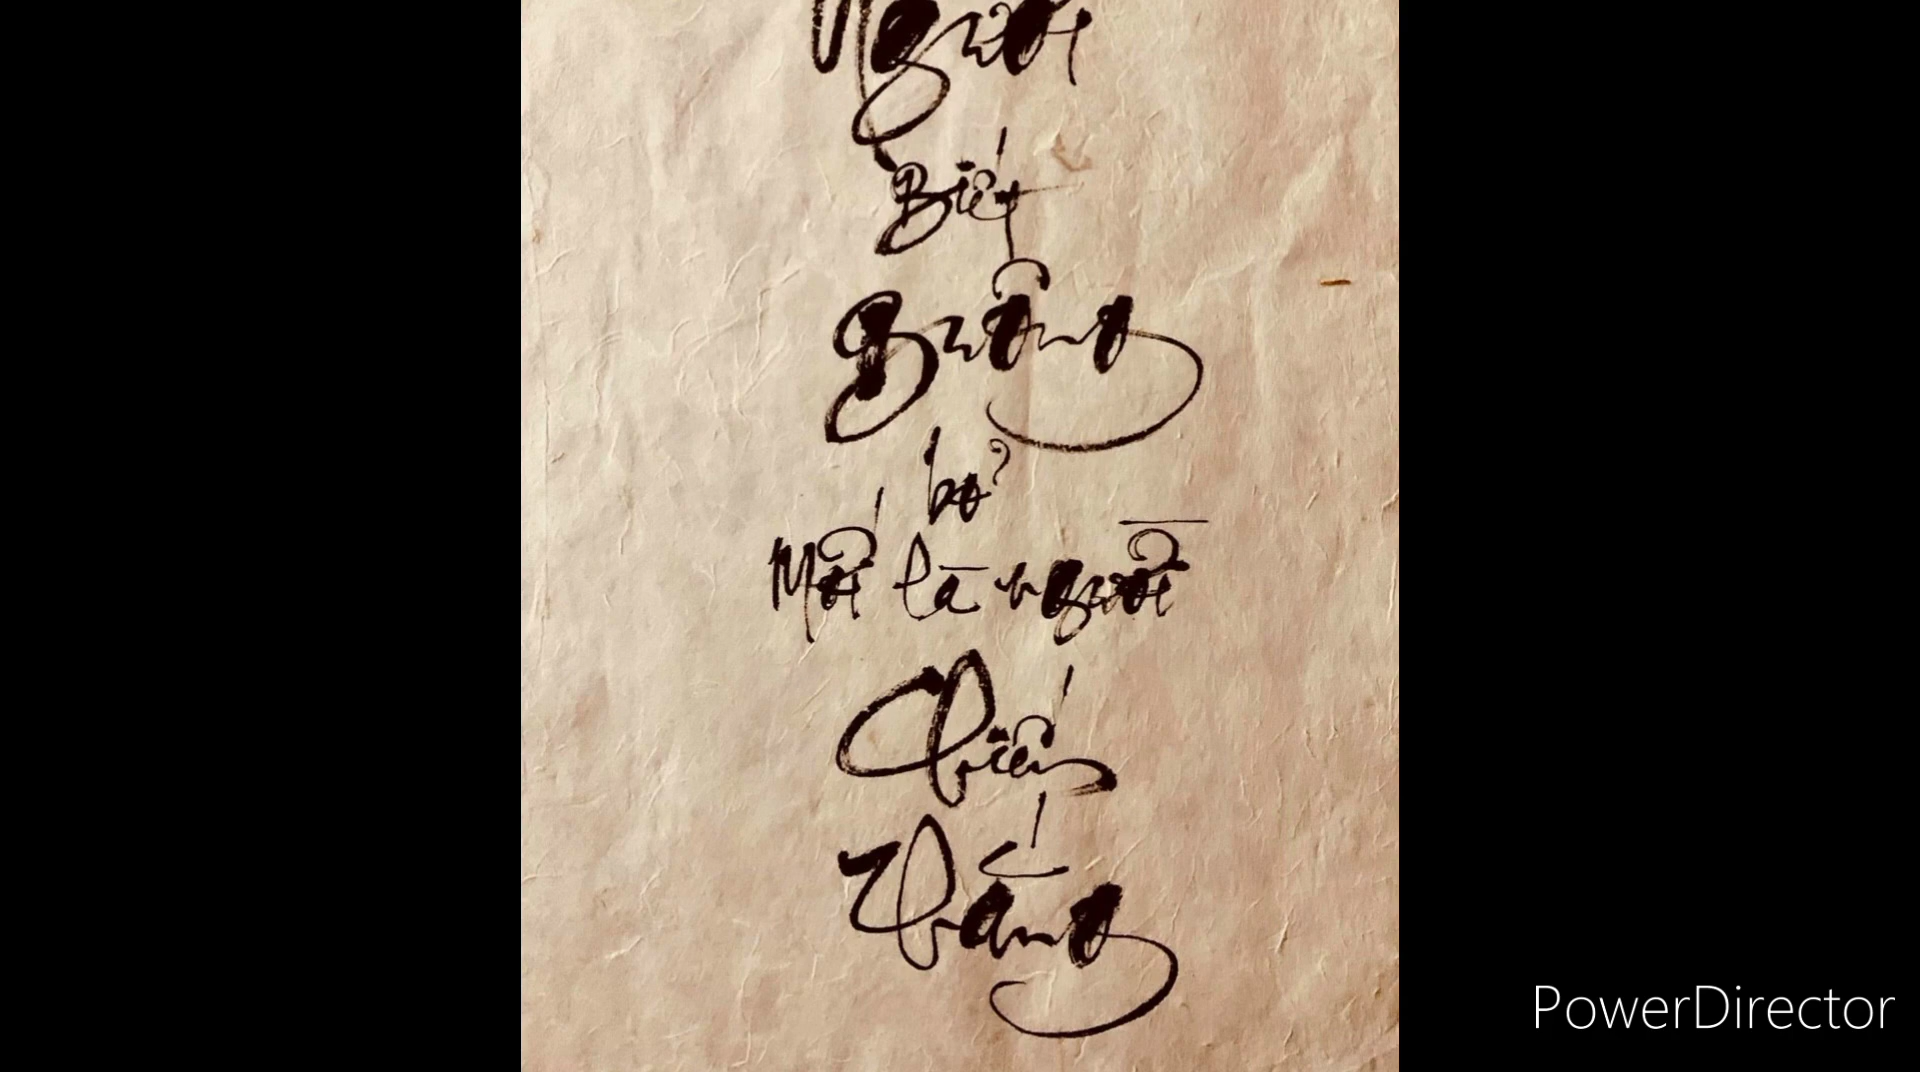 Người
Biết
Buông
bỏ
Mới là người
Chiến
Thắng
PowerDirector